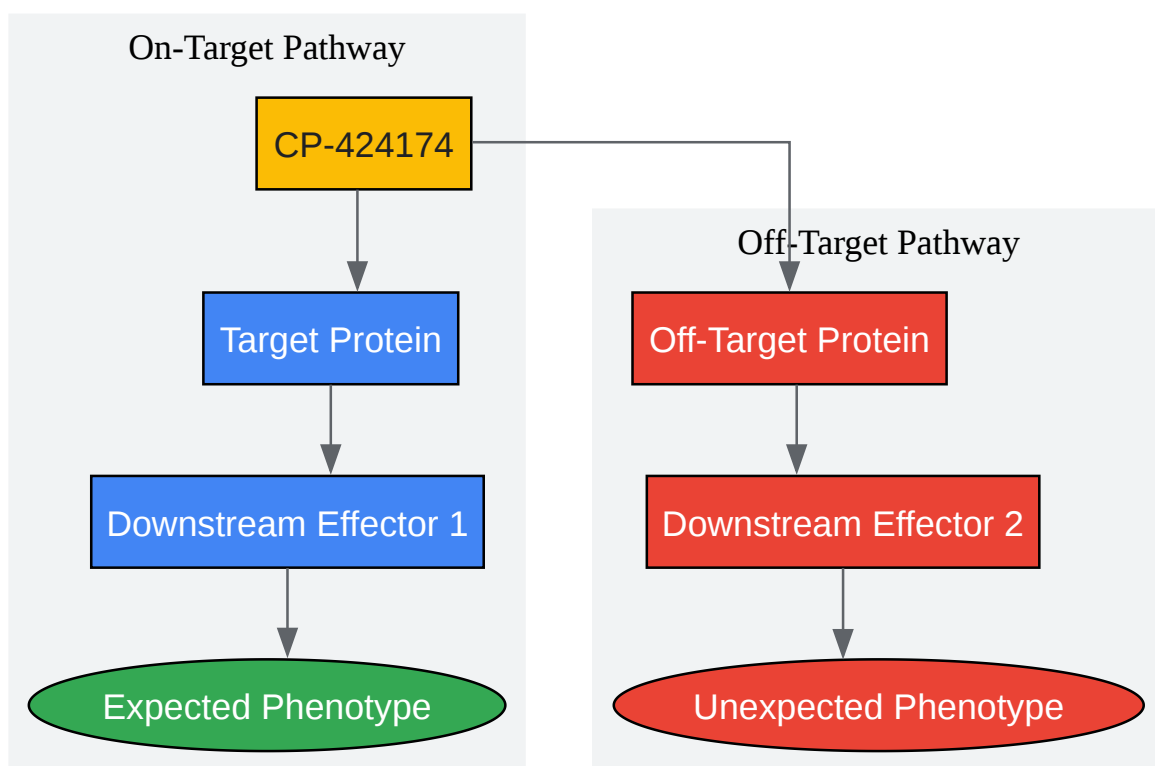 On-Target Pathway
CP-424174
Target Protein
Downstream Effector 1
Expected Phenotype
Off-Target Pathway
Off-Target Protein
Downstream Effector 2
Unexpected Phenotype